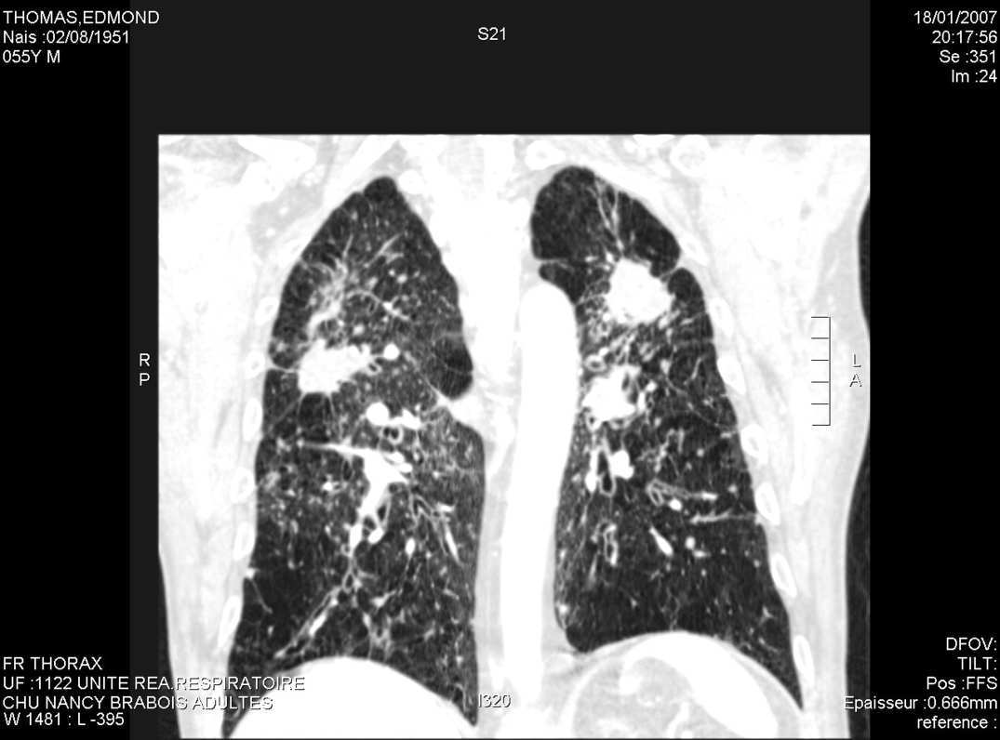 THOMAS,EDMOND
Nais :02/08/1951
055Y M
S21
18/01/2007
20:17:56
Se :351
Im :24
R
P
L
A
FR THORAX
UF :1122 UNITE REA.RESPIRATOIRE
CHU NANCY BRABOIS ADULTES
W 1481 : L -395
I320
DFOV:
TILT:
Pos :FFS
Epaisseur :0.666mm
reference :